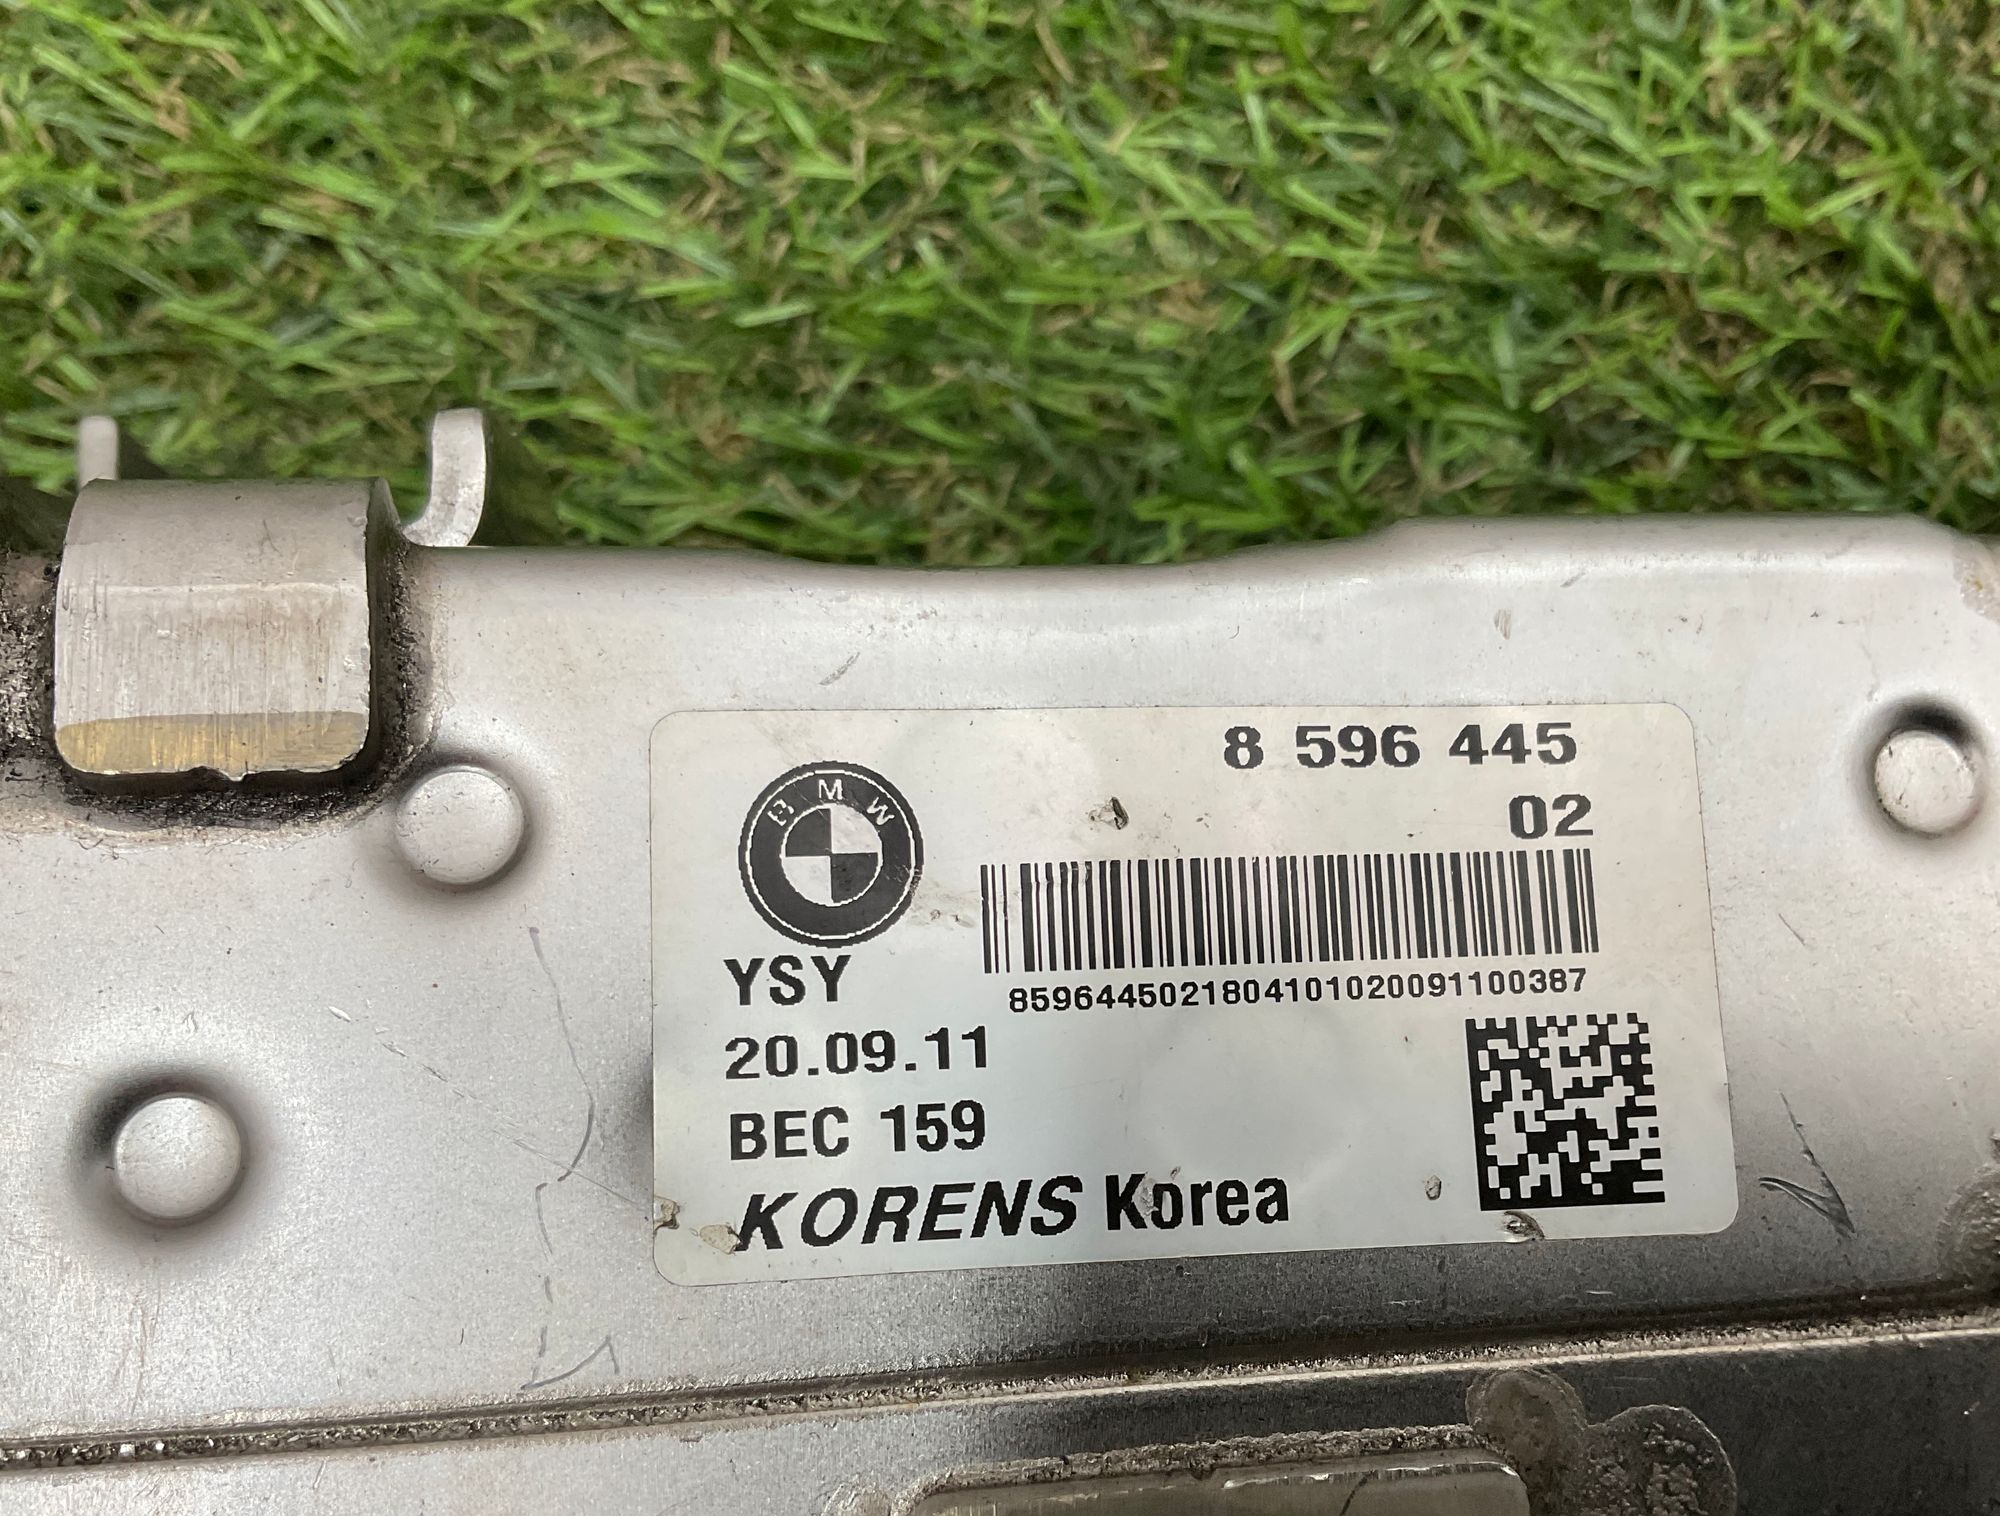 8 596 445
02
BMW
YSY
8596445021804101020091100387
20.09.11
BEC 159
KORENS Korea